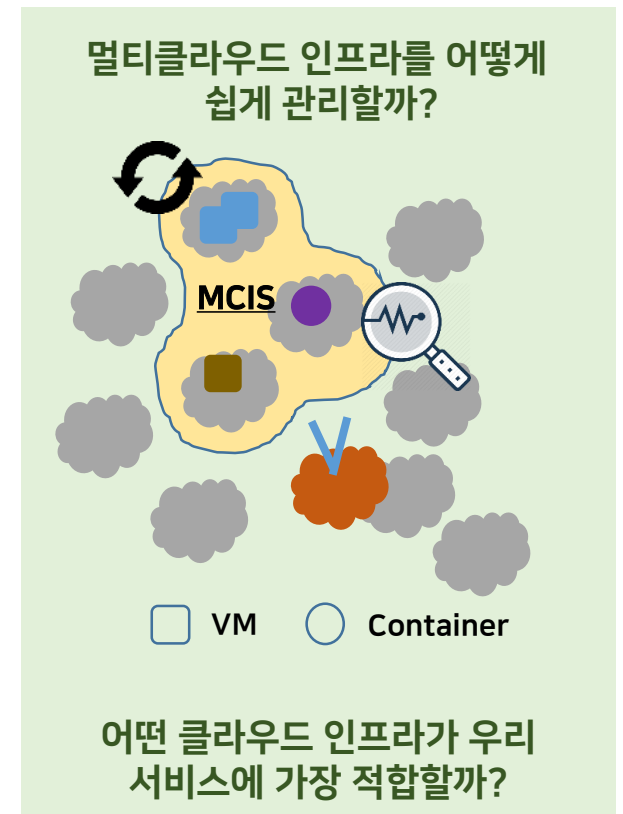 멀티클라우드 인프라를 어떻게
쉽게 관리할까?
MCIS
VM
Container
어떤 클라우드 인프라가 우리
서비스에 가장 적합할까?